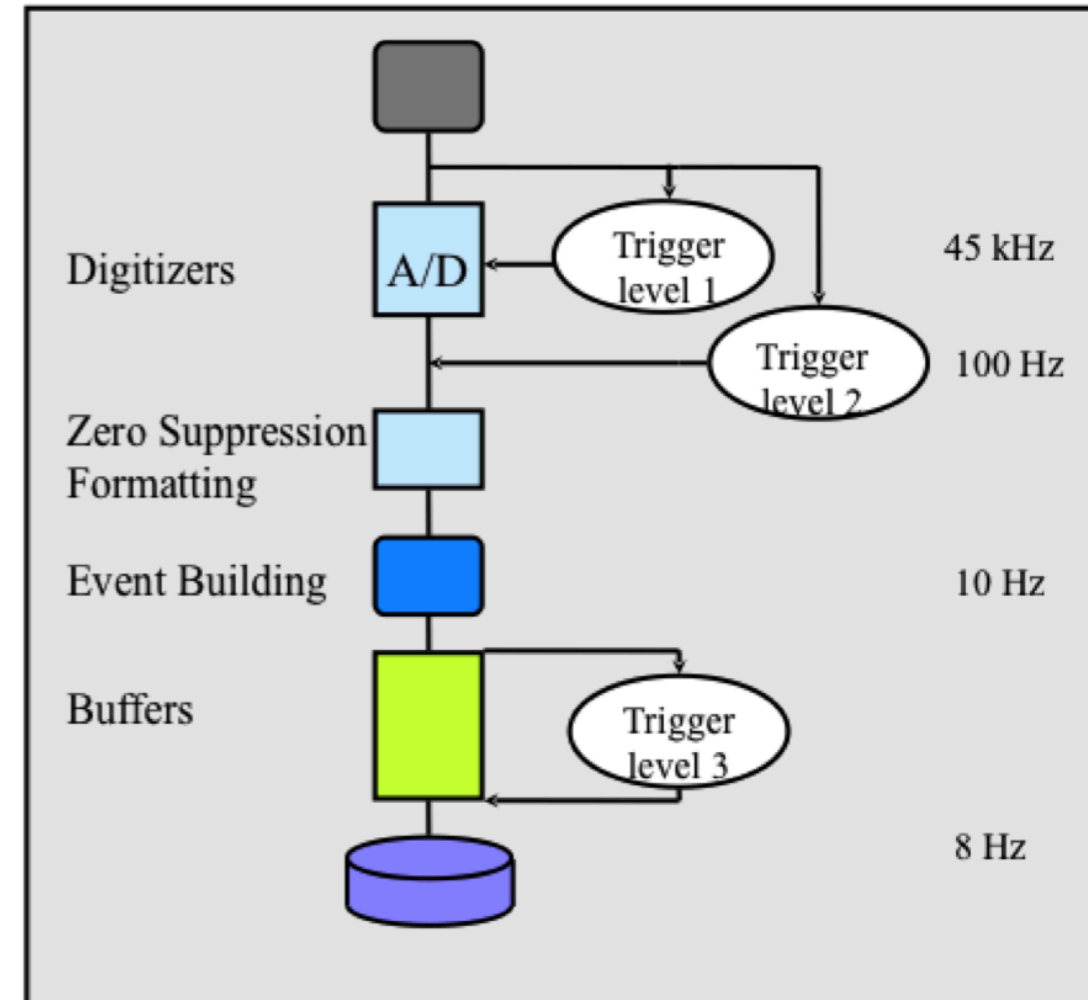 Digitizers
A/D
Trigger
level 1
45 kHz
Trigger
level 2
100 Hz
Zero Suppression
Formatting
Event Building
10 Hz
Buffers
Trigger
level 3
8 Hz